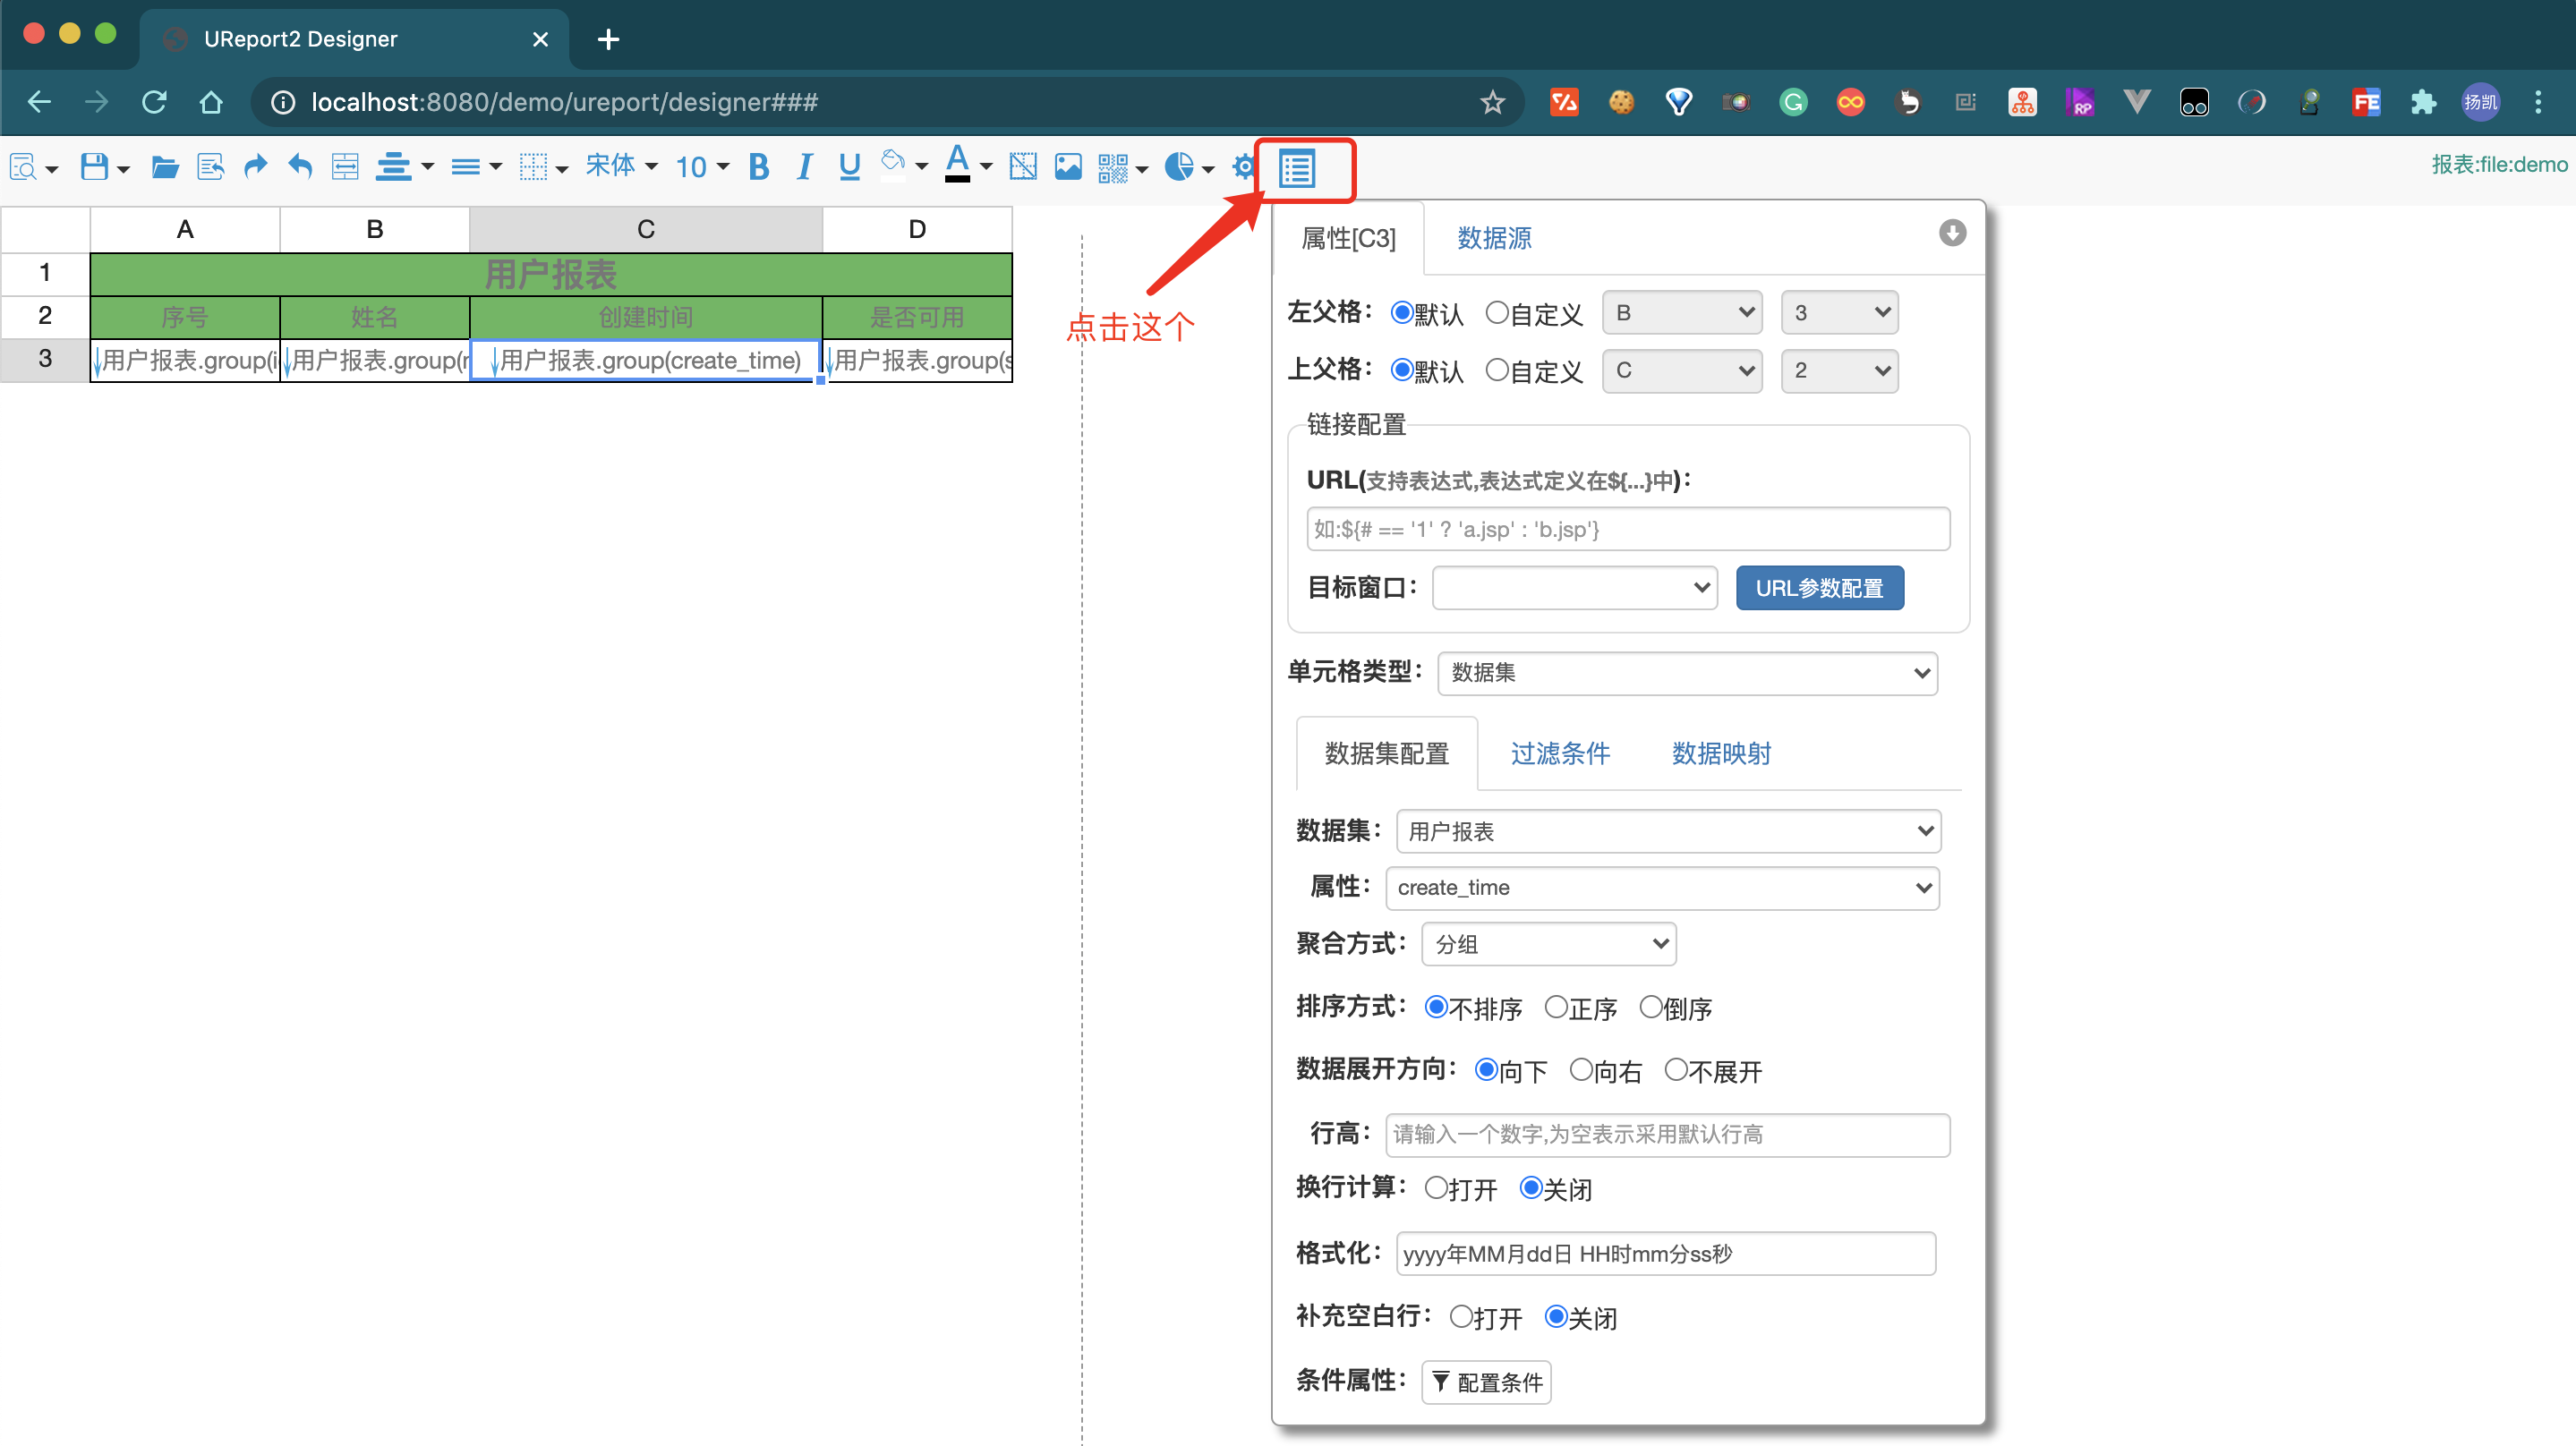 UReport2 Designer
localhost:8080/demo/ureport/designer###
扬凯
宋体 10 B I U A
报表:file:demo
A B C D
1 用户报表
2 序号 姓名 创建时间 是否可用
3 用户报表.group(i 用户报表.group(r 用户报表.group(create_time) 用户报表.group(s
点击这个
属性[C3] 数据源
左父格： 默认 自定义 B 3
上父格： 默认 自定义 C 2
链接配置
URL(支持表达式,表达式定义在${...}中)：
如:${# == '1' ? 'a.jsp' : 'b.jsp'}
目标窗口： URL参数配置
单元格类型： 数据集
数据集配置 过滤条件 数据映射
数据集： 用户报表
属性： create_time
聚合方式： 分组
排序方式： 不排序 正序 倒序
数据展开方向： 向下 向右 不展开
行高： 请输入一个数字,为空表示采用默认行高
换行计算： 打开 关闭
格式化： yyyy年MM月dd日 HH时mm分ss秒
补充空白行： 打开 关闭
条件属性： 配置条件